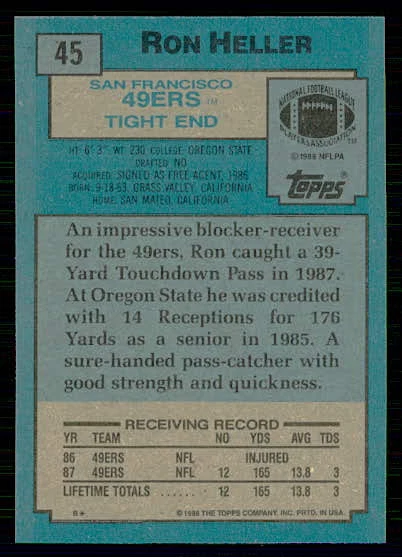 45
RON HELLER
SAN FRANCISCO
49ERS TM
TIGHT END
NATIONAL FOOTBALL LEAGUE
PLAYERS ASSOCIATION
© 1988 NFLPA
topps®
HT: 6' 3" WT: 230 COLLEGE: OREGON STATE
DRAFTED: NO
ACQUIRED: SIGNED AS FREE AGENT, 1986
BORN: 9-18-63, GRASS VALLEY, CALIFORNIA
HOME: SAN MATEO, CALIFORNIA
An impressive blocker-receiver
for the 49ers, Ron caught a 39-
Yard Touchdown Pass in 1987.
At Oregon State he was credited
with 14 Receptions for 176
Yards as a senior in 1985. A
sure-handed pass-catcher with
good strength and quickness.
RECEIVING RECORD
YR TEAM NO YDS AVG TDS
86 49ERS NFL INJURED
87 49ERS NFL 12 165 13.8 3
LIFETIME TOTALS ...... 12 165 13.8 3
B★ © 1988 THE TOPPS COMPANY, INC. PRTD. IN USA